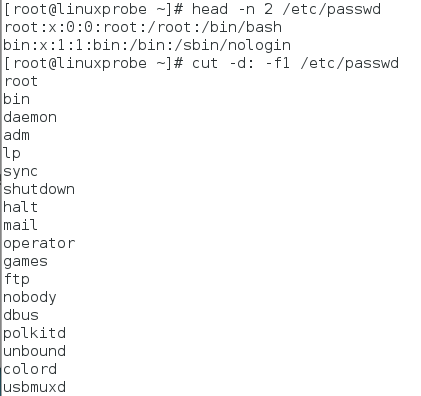 [root@linuxprobe ~]# head -n 2 /etc/passwd
root:x:0:0:root:/root:/bin/bash
bin:x:1:1:bin:/bin:/sbin/nologin
[root@linuxprobe ~]# cut -d: -f1 /etc/passwd
root
bin
daemon
adm
lp
sync
shutdown
halt
mail
operator
games
ftp
nobody
dbus
polkitd
unbound
colord
usbmuxd